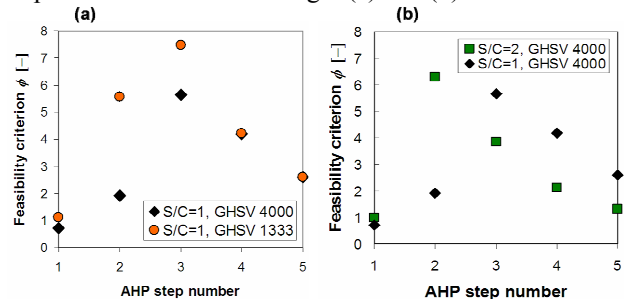 (a)
Feasibility criterion ϕ [–]
8
7
6
5
4
3
2
1
0
1 2 3 4 5
AHP step number
S/C=1, GHSV 4000
S/C=1, GHSV 1333
(b)
Feasibility criterion ϕ [–]
8
7
6
5
4
3
2
1
0
1 2 3 4 5
AHP step number
S/C=2, GHSV 4000
S/C=1, GHSV 4000